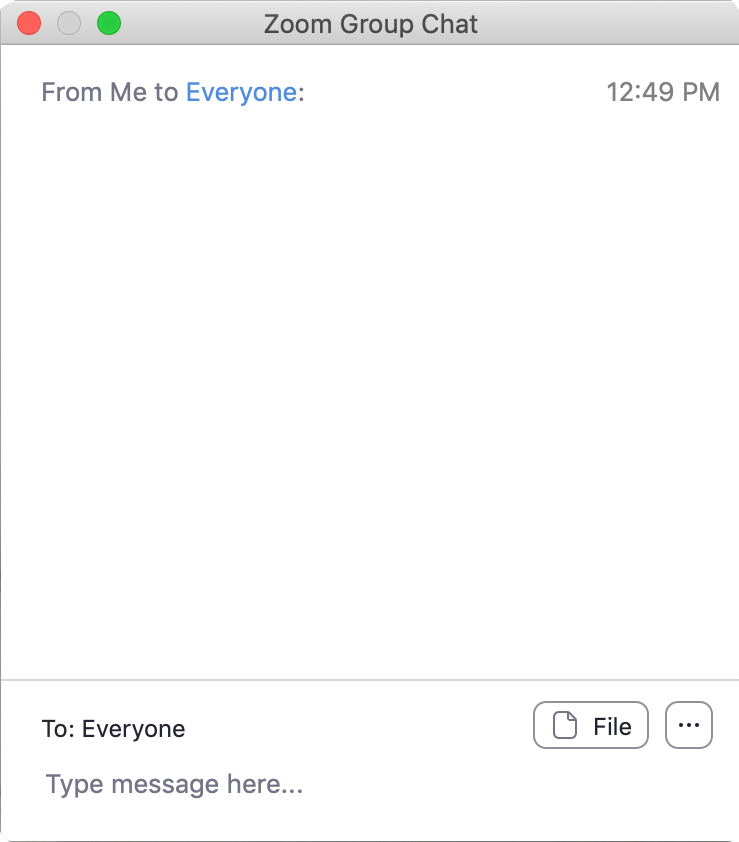 Zoom Group Chat
From Me to Everyone: 12:49 PM
To: Everyone File ...
Type message here...